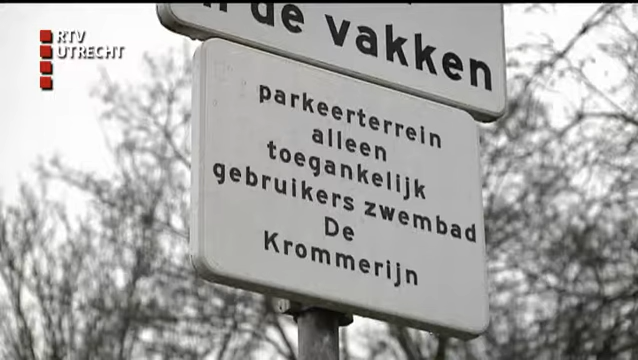 RTV
UTRECHT
de vakken
parkeerterrein
alleen
toegankelijk
gebruikers zwembad
De
Krommerijn